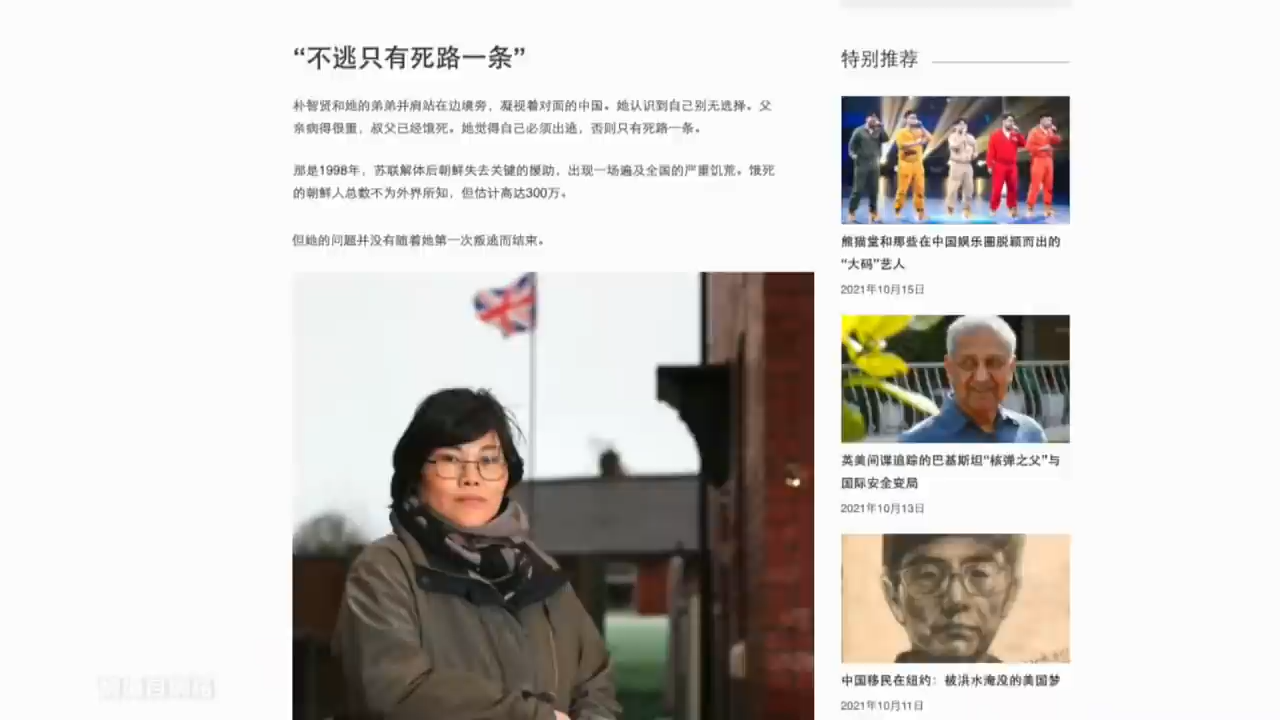 “不逃只有死路一条”
朴智贤和她的弟弟并肩站在边境旁，凝视着对面的中国。她认识到自己别无选择。父
亲病得很重，叔父已经饿死。她觉得自己必须出逃，否则只有死路一条。
那是1998年，苏联解体后朝鲜失去关键的援助，出现一场遍及全国的严重饥荒。饿死
的朝鲜人总数不为外界所知，但估计高达300万。
但她的问题并没有随着她第一次叛逃而结束。
特别推荐
熊猫堂和那些在中国娱乐圈脱颖而出的
“大码”艺人
2021年10月15日
英美间谍追踪的巴基斯坦“核弹之父”与
国际安全变局
2021年10月13日
中国移民在纽约：被洪水淹没的美国梦
2021年10月11日